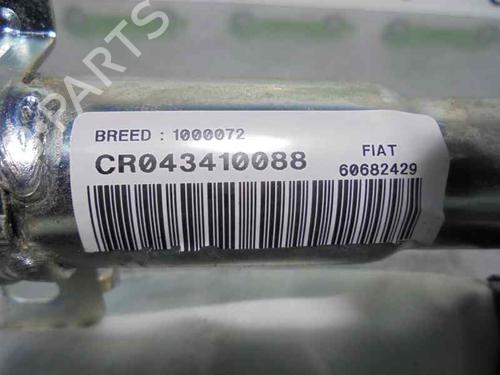 BREED : 1000072
CR043410088
FIAT
60682429
B-PARTS